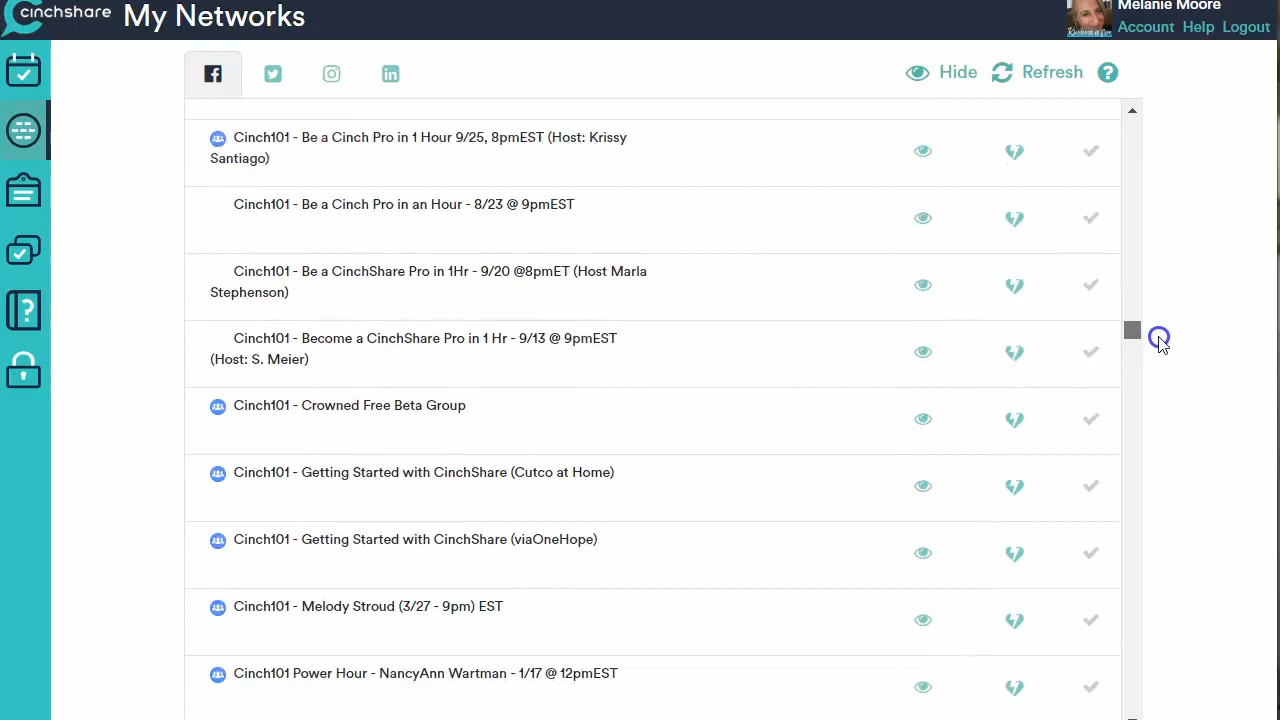 cinchshare
My Networks
Melanie Moore
Account Help Logout
Hide Refresh ?
Cinch101 - Be a Cinch Pro in 1 Hour 9/25, 8pmEST (Host: Krissy
Santiago)
Cinch101 - Be a Cinch Pro in an Hour - 8/23 @ 9pmEST
Cinch101 - Be a CinchShare Pro in 1Hr - 9/20 @8pmET (Host Marla
Stephenson)
Cinch101 - Become a CinchShare Pro in 1 Hr - 9/13 @ 9pmEST
(Host: S. Meier)
Cinch101 - Crowned Free Beta Group
Cinch101 - Getting Started with CinchShare (Cutco at Home)
Cinch101 - Getting Started with CinchShare (viaOneHope)
Cinch101 - Melody Stroud (3/27 - 9pm) EST
Cinch101 Power Hour - NancyAnn Wartman - 1/17 @ 12pmEST